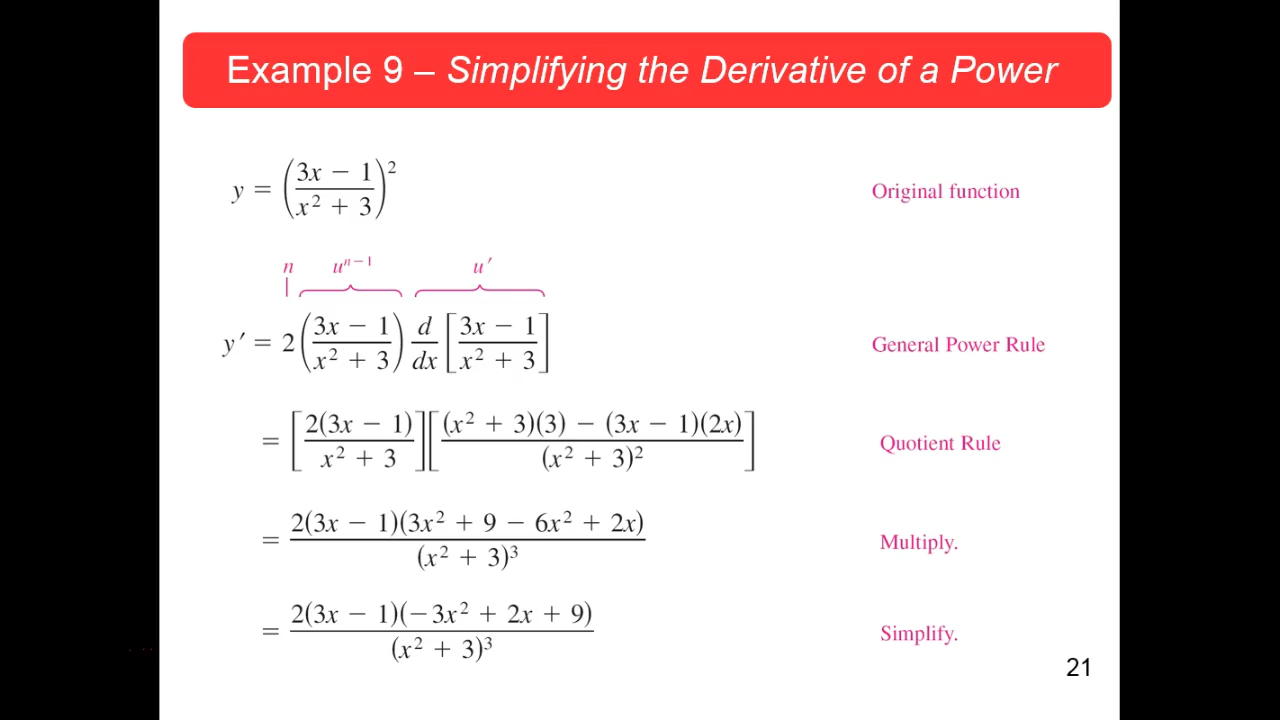 Example 9 – Simplifying the Derivative of a Power
y = ((3x − 1)/(x² + 3))² Original function
n uⁿ⁻¹ u′
y′ = 2((3x − 1)/(x² + 3)) d/dx [(3x − 1)/(x² + 3)] General Power Rule
= [2(3x − 1)/(x² + 3)][((x² + 3)(3) − (3x − 1)(2x))/(x² + 3)²] Quotient Rule
= 2(3x − 1)(3x² + 9 − 6x² + 2x)/(x² + 3)³ Multiply.
= 2(3x − 1)(−3x² + 2x + 9)/(x² + 3)³ Simplify.
21